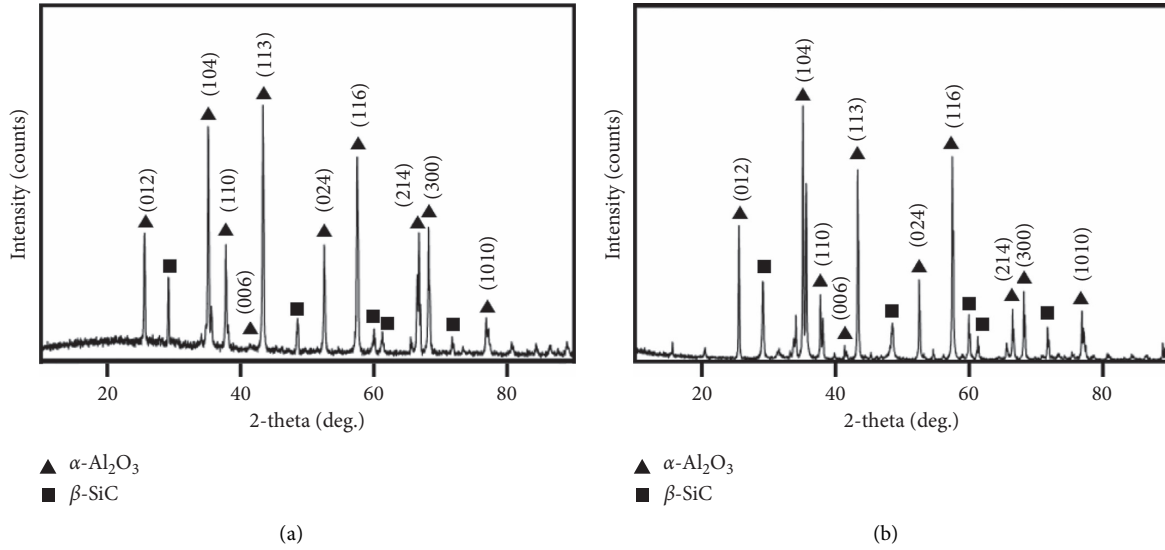 Intensity (counts)
(012)
(104)
(110)
(006)
(113)
(024)
(116)
(214)
(300)
(1010)
20
40
60
80
2-theta (deg.)
α-Al₂O₃
β-SiC
(a)
Intensity (counts)
(012)
(104)
(110)
(006)
(113)
(024)
(116)
(214)
(300)
(1010)
20
40
60
80
2-theta (deg.)
α-Al₂O₃
β-SiC
(b)